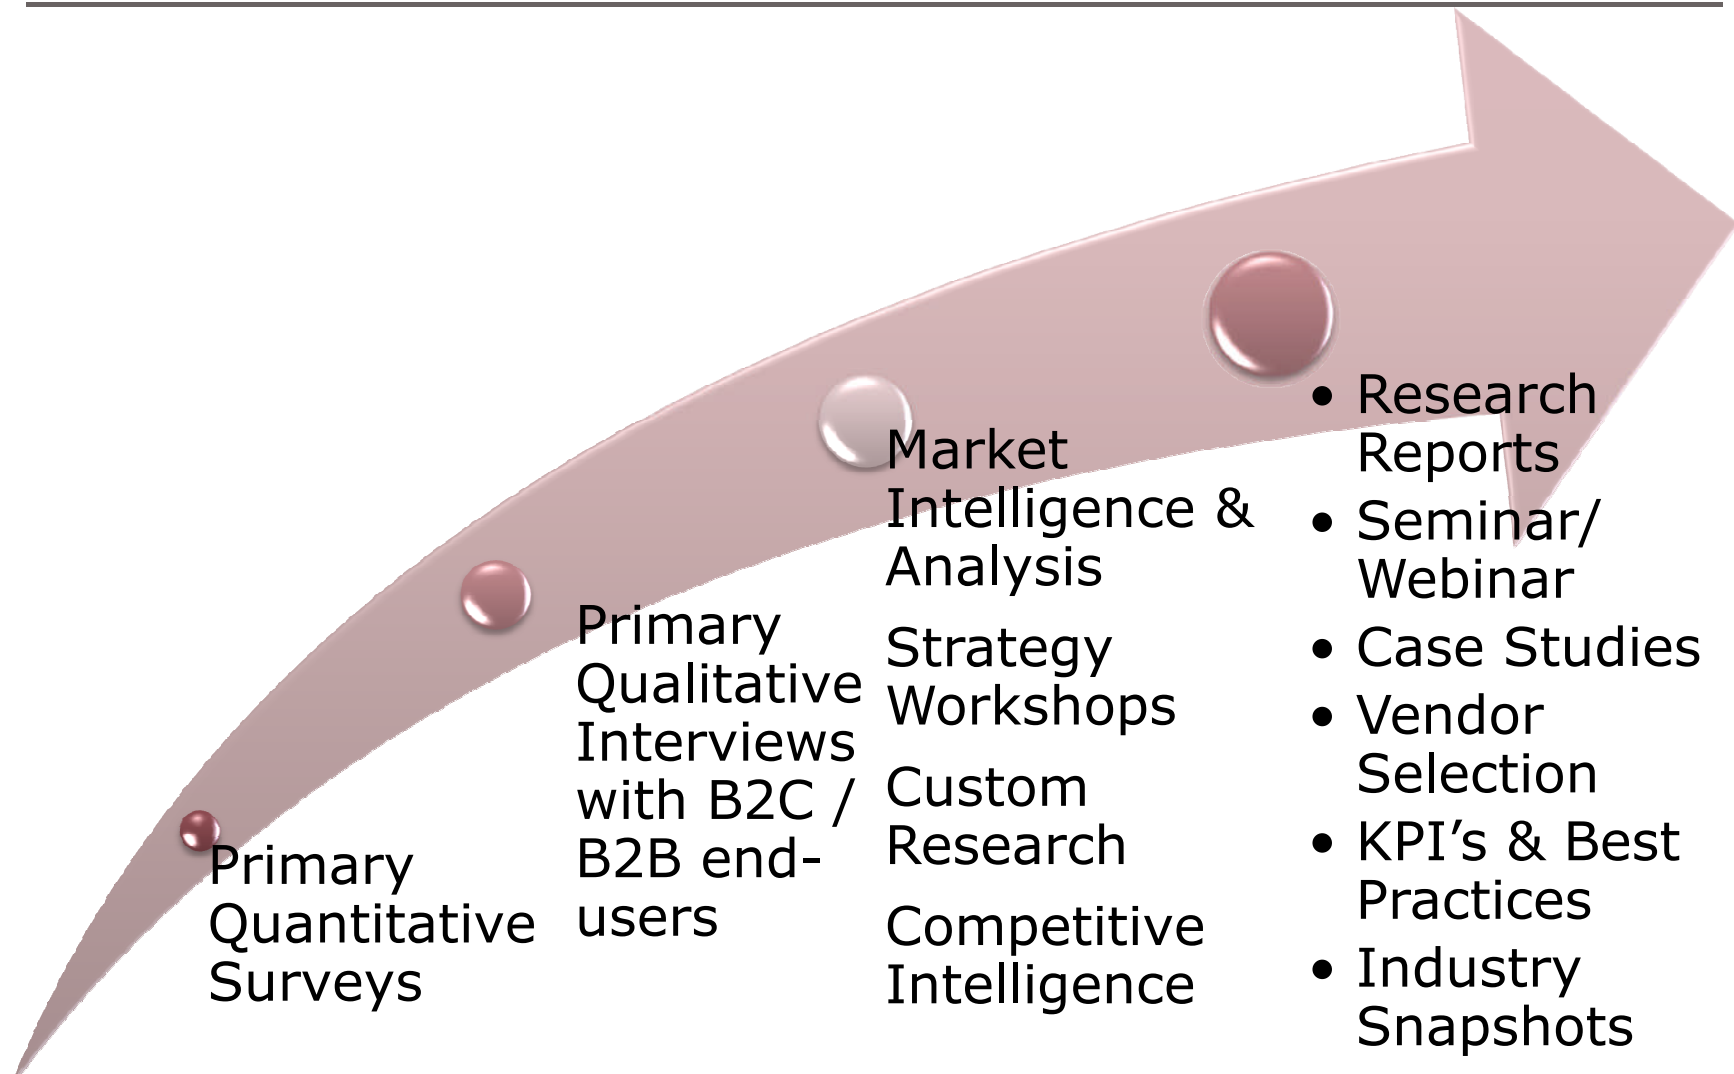 Primary
Quantitative
Surveys
Primary
Qualitative
Interviews
with B2C /
B2B end-
users
Market
Intelligence &
Analysis
Strategy
Workshops
Custom
Research
Competitive
Intelligence
• Research
Reports
• Seminar/
Webinar
• Case Studies
• Vendor
Selection
• KPI’s & Best
Practices
• Industry
Snapshots